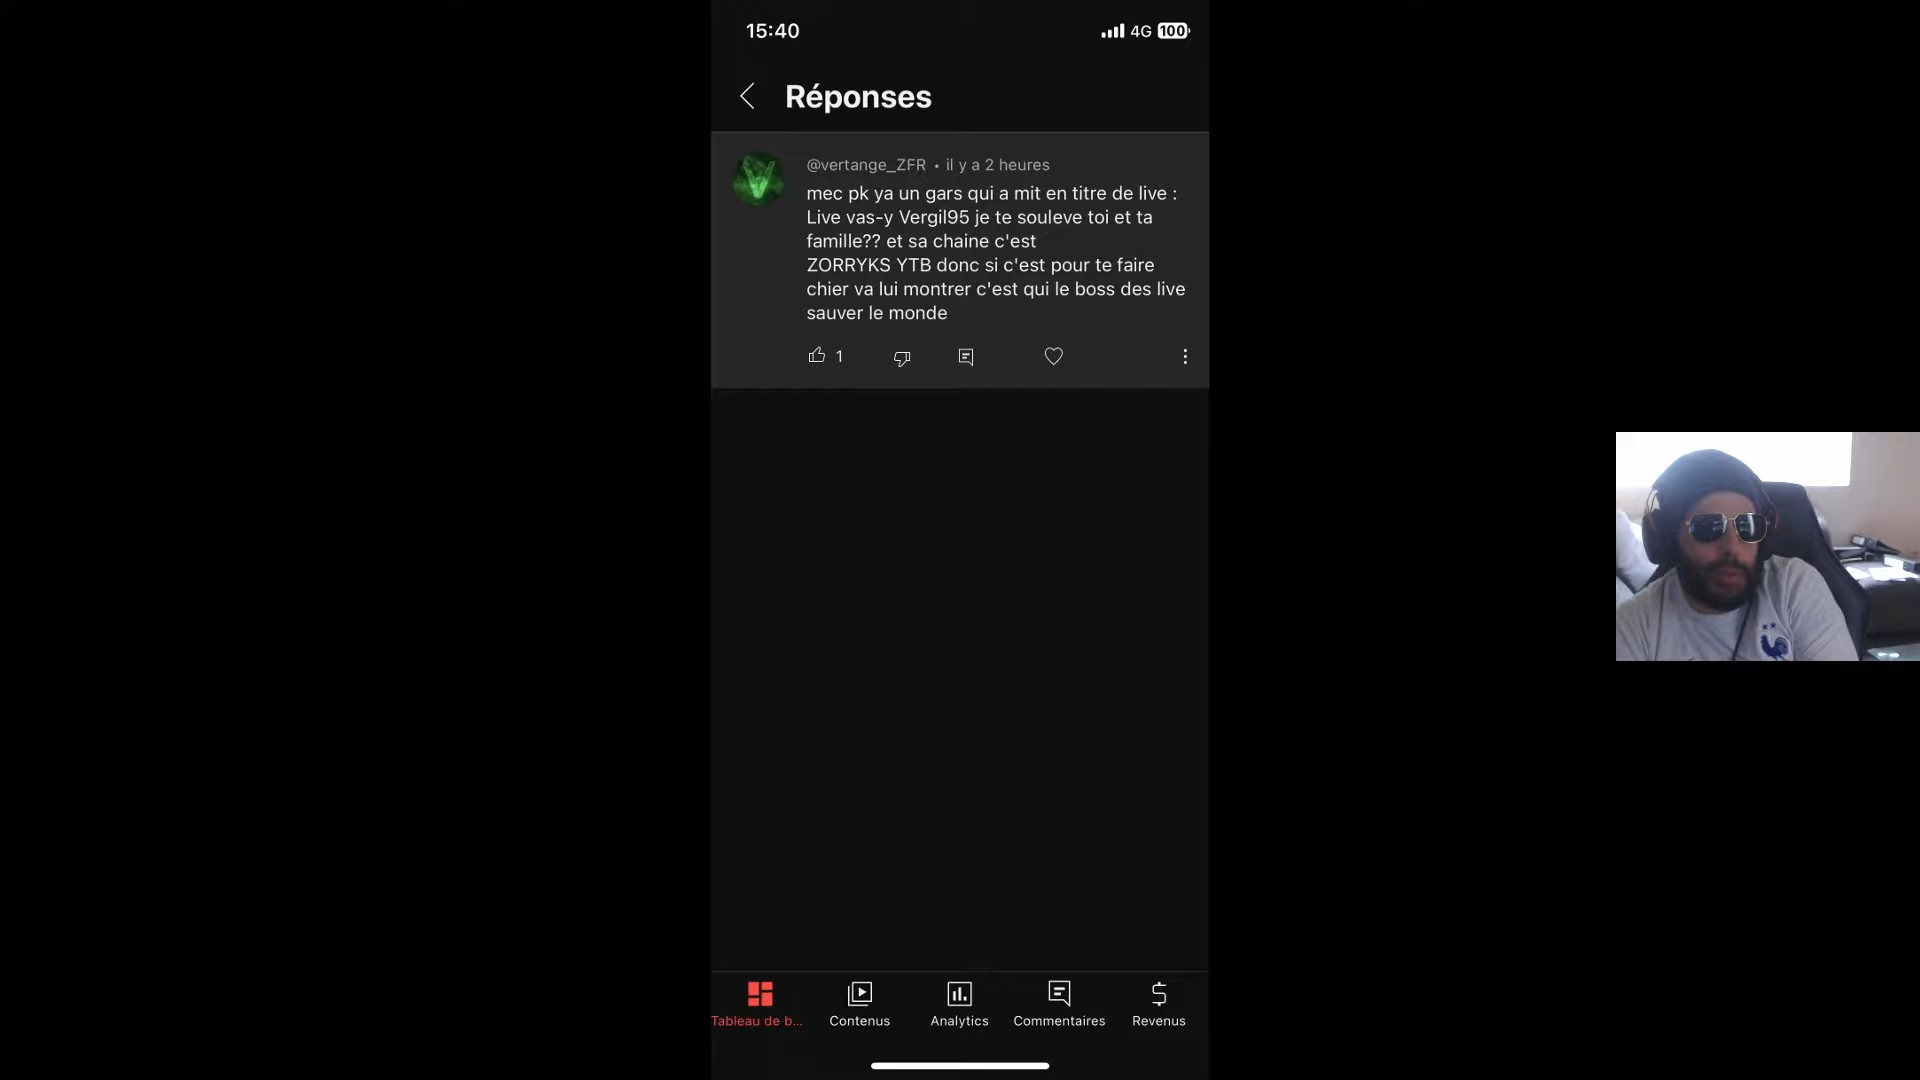 15:40
4G 100
Réponses
@vertange_ZFR • il y a 2 heures
mec pk ya un gars qui a mit en titre de live :
Live vas-y Vergil95 je te souleve toi et ta
famille?? et sa chaine c'est
ZORRYKS YTB donc si c'est pour te faire
chier va lui montrer c'est qui le boss des live
sauver le monde
1
Tableau de b...
Contenus
Analytics
Commentaires
Revenus